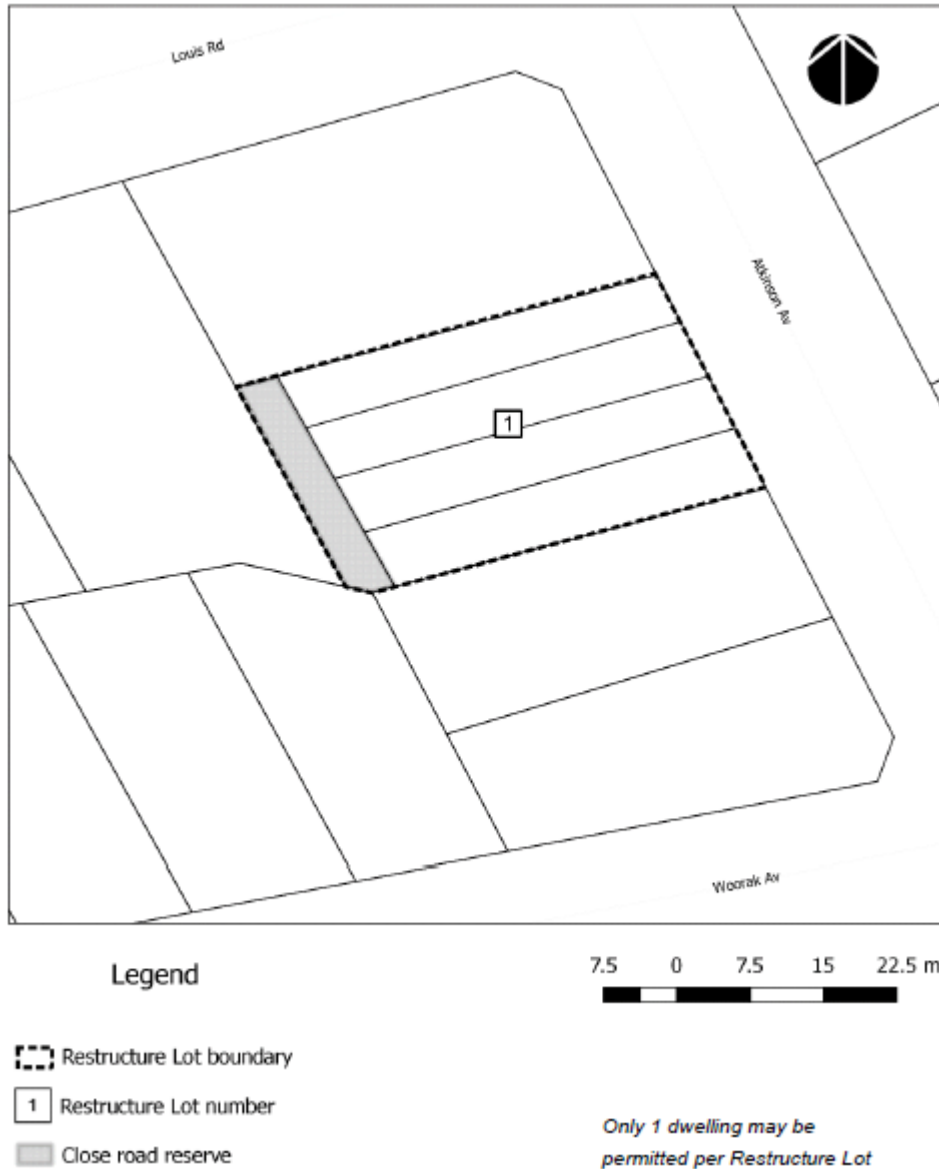 Louis Rd
Atkinson Av
1
Woorak Av
Legend
7.5 0 7.5 15 22.5 m
Restructure Lot boundary
1 Restructure Lot number
Close road reserve
Only 1 dwelling may be
permitted per Restructure Lot